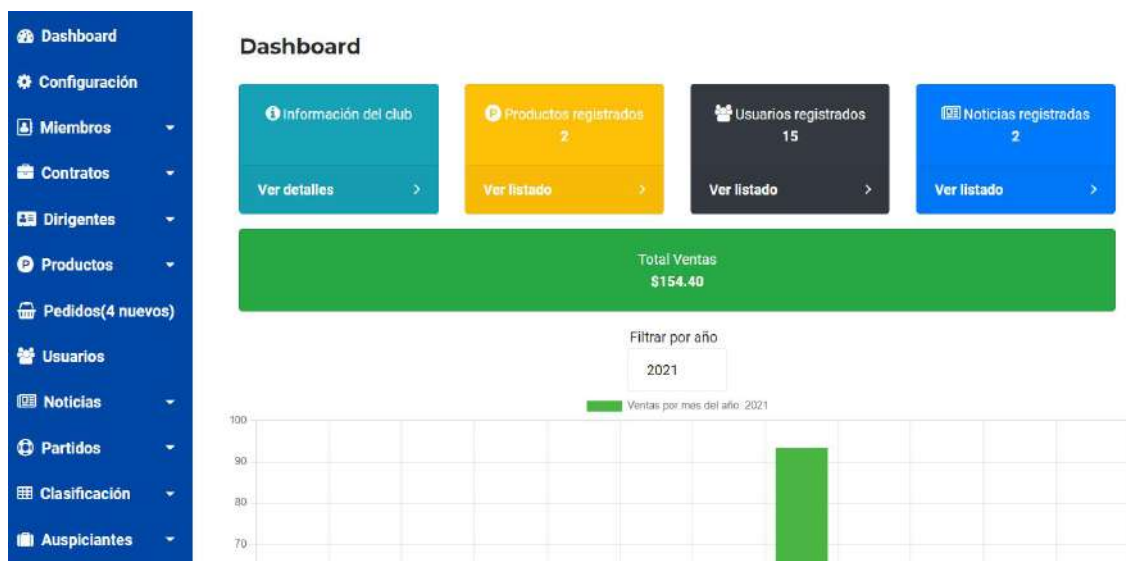 Dashboard
Configuración
Miembros
Contratos
Dirigentes
Productos
Pedidos(4 nuevos)
Usuarios
Noticias
Partidos
Clasificación
Auspiciantes
Dashboard
Información del club
Ver detalles
Productos registrados
2
Ver listado
Usuarios registrados
15
Ver listado
Noticias registradas
2
Ver listado
Total Ventas
$154.40
Filtrar por año
2021
Ventas por mes del año: 2021
100
90
80
70